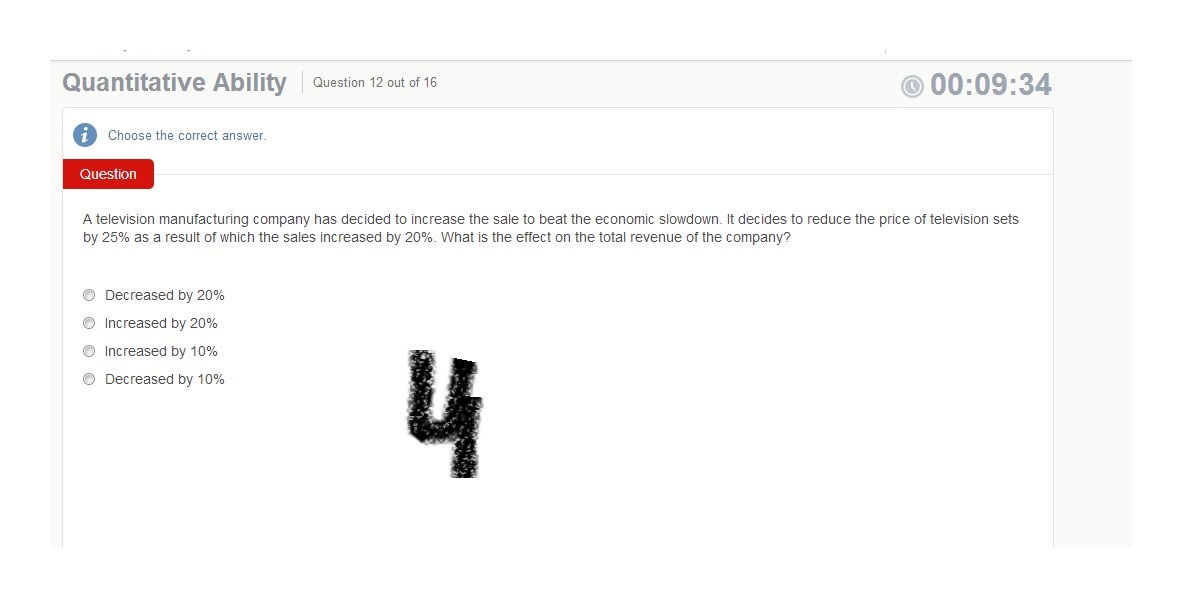 Quantitative Ability
Question 12 out of 16
00:09:34
Choose the correct answer.
Question
A television manufacturing company has decided to increase the sale to beat the economic slowdown. It decides to reduce the price of television sets
by 25% as a result of which the sales increased by 20%. What is the effect on the total revenue of the company?
Decreased by 20%
Increased by 20%
Increased by 10%
Decreased by 10%
4